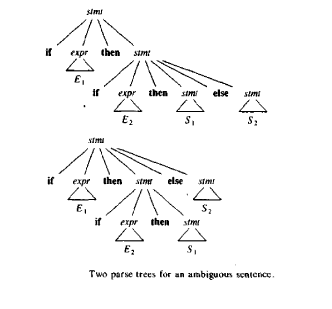 stmt
if expr then stmt
E1
if expr then stmt else stmt
E2 S1 S2
stmt
if expr then stmt else stmt
E1 S2
if expr then stmt
E2 S1
Two parse trees for an ambiguous sentence.